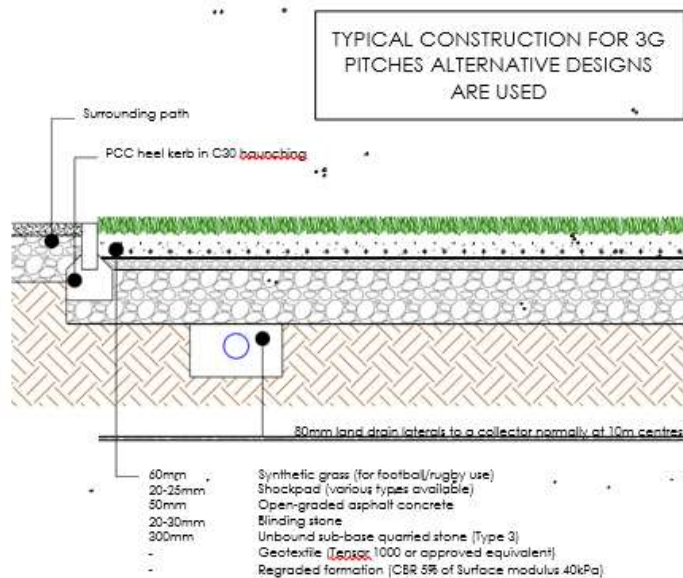 TYPICAL CONSTRUCTION FOR 3G
PITCHES ALTERNATIVE DESIGNS
ARE USED
Surrounding path
PCC heel kerb in C30 haunching
80mm land drain laterals to a collector normally at 10m centres
60mm Synthetic grass (for football/rugby use)
20-25mm Shockpad (various types available)
50mm Open-graded asphalt concrete
20-30mm Blinding stone
300mm Unbound sub-base quarried stone (Type 3)
- Geotextile (Tensar 1000 or approved equivalent)
- Regraded formation (CBR 5% of Surface modulus 40kPa)